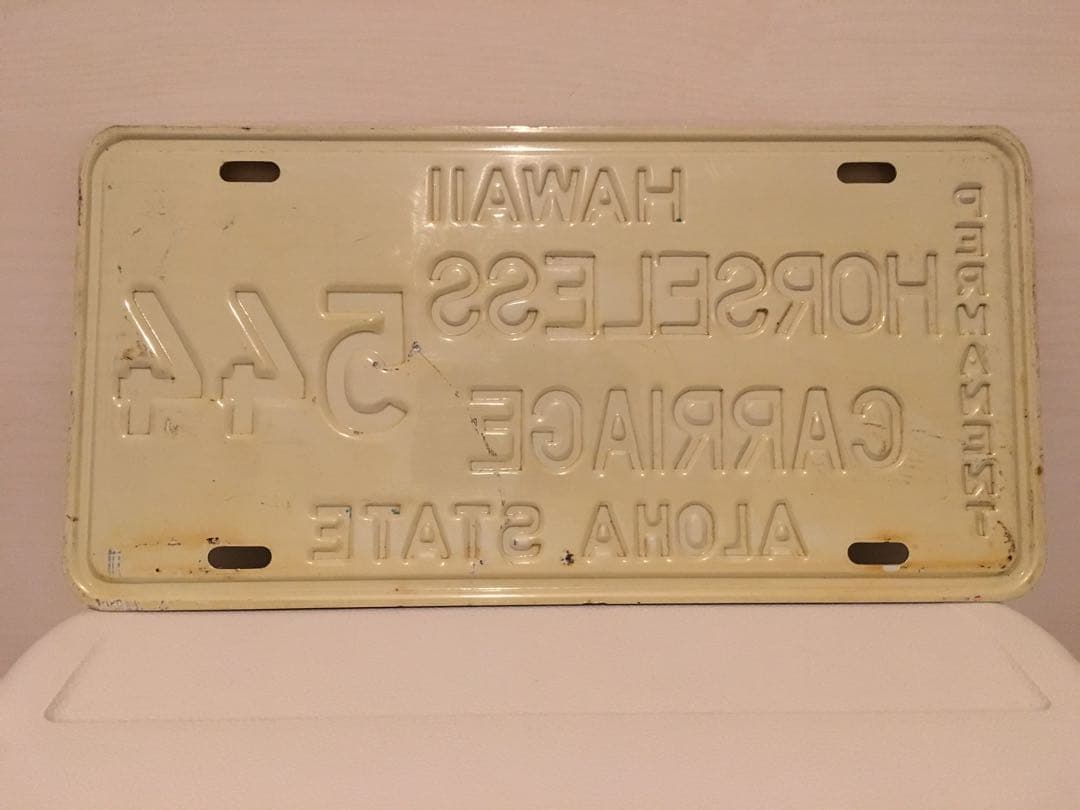 HAWAII
PERMANENT
HORSELESS
CARRIAGE
544
ALOHA STATE